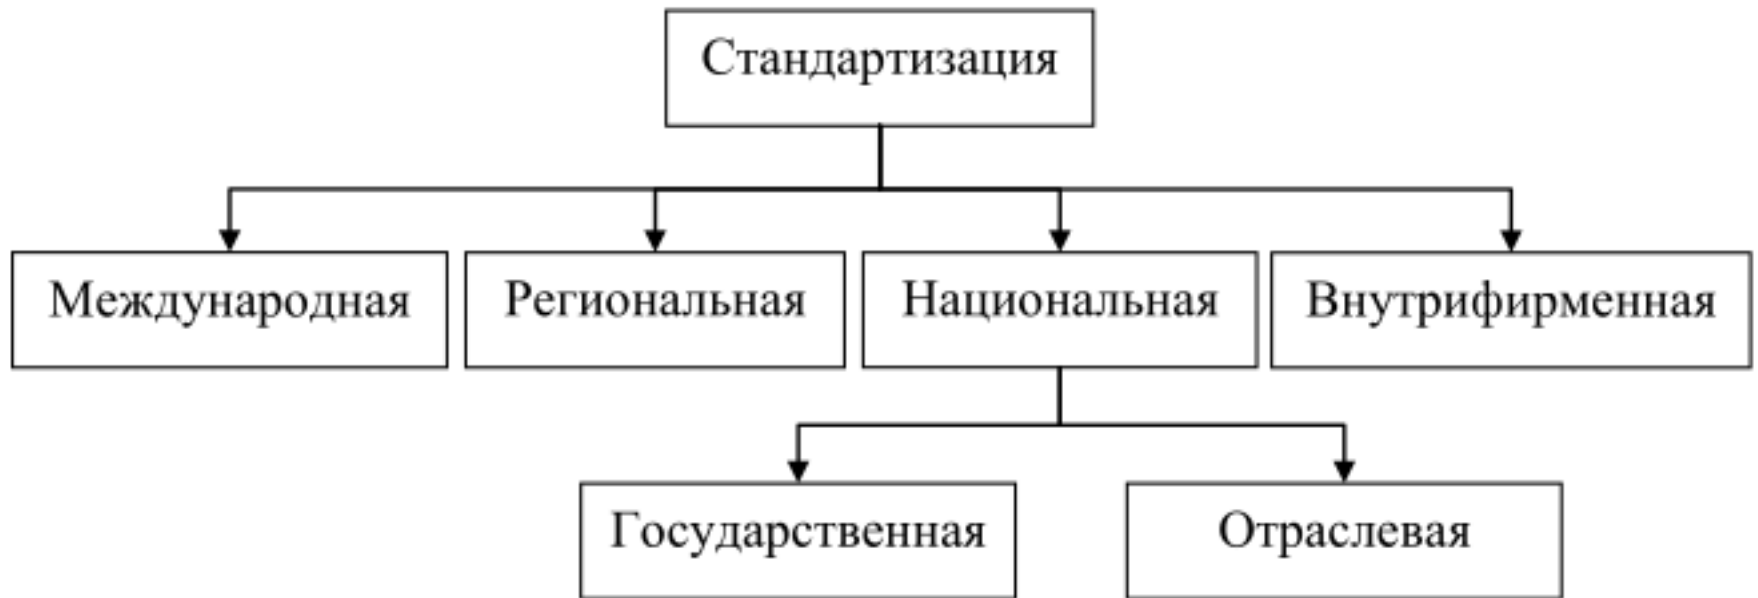 Стандартизация
Международная
Региональная
Национальная
Внутрифирменная
Государственная
Отраслевая